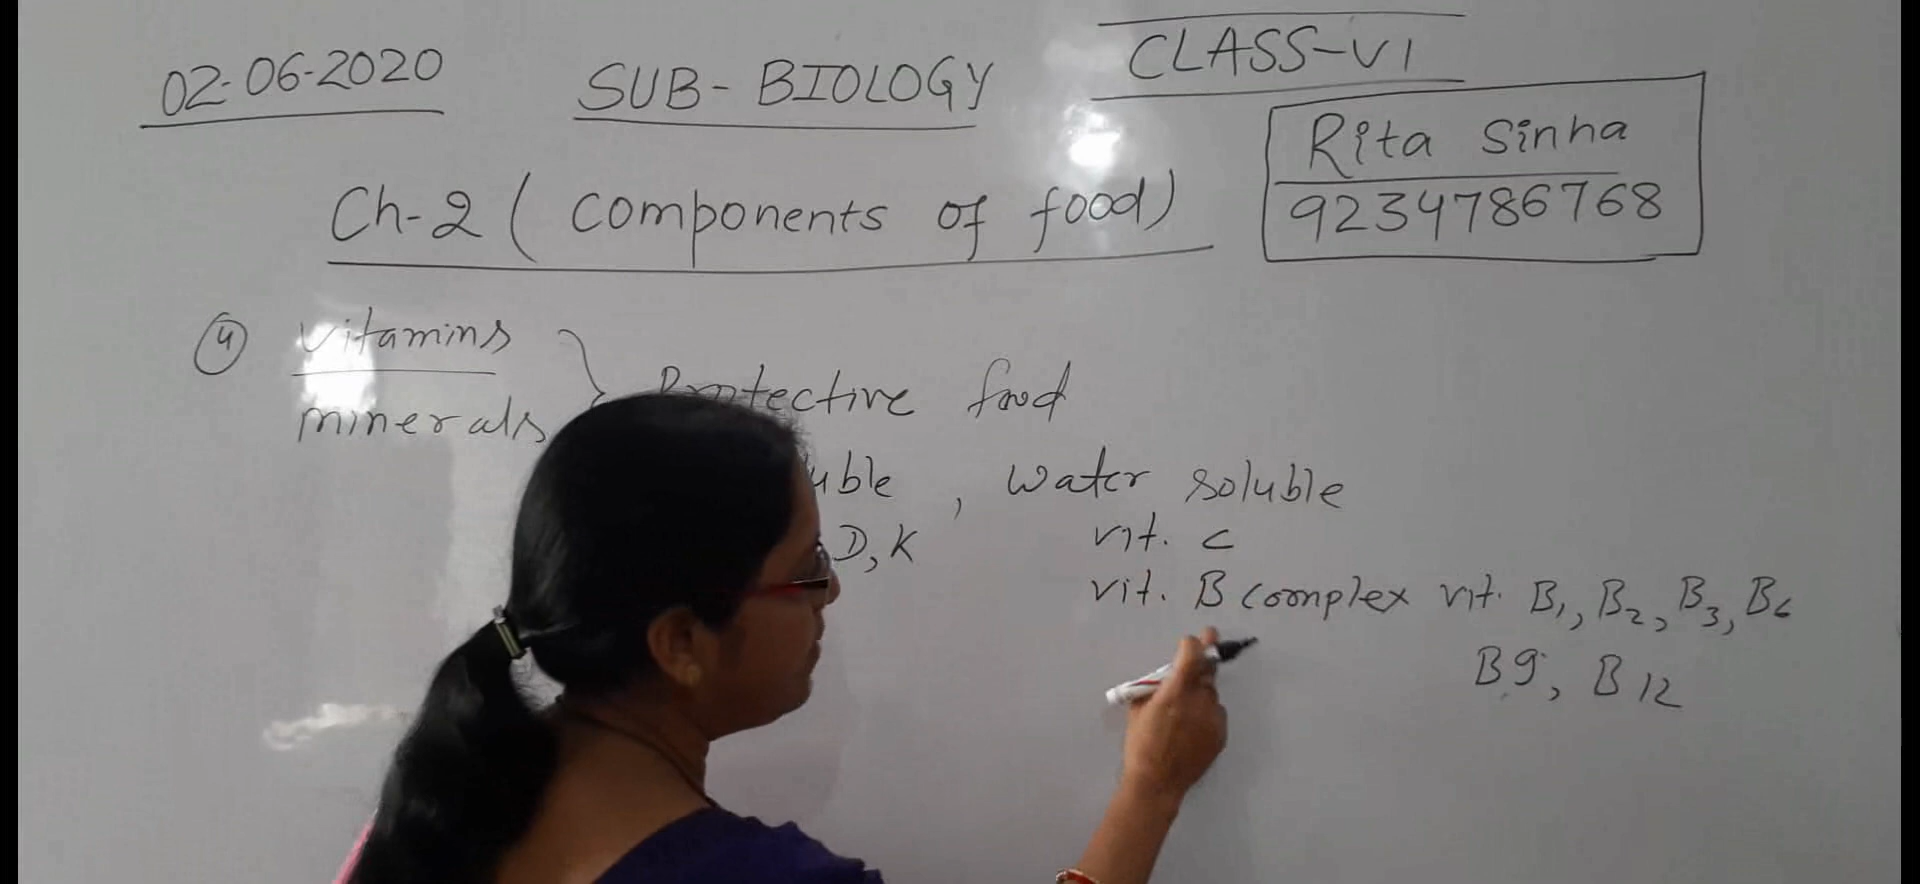 02-06-2020 SUB- BIOLOGY CLASS-VI
Rita Sinha
9234786768
Ch-2 ( components of food)
4 vitamins
minerals } Protective food
uble , water soluble
D, K vit. C
vit. B complex vit. B1, B2, B3, B6
B9, B12